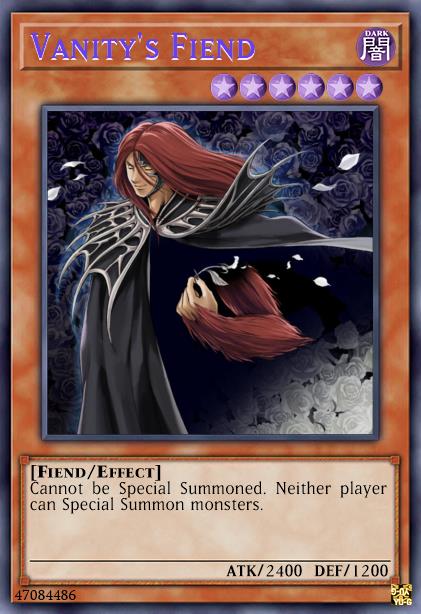 VANITY'S FIEND
DARK
闇
[FIEND/EFFECT]
Cannot be Special Summoned. Neither player
can Special Summon monsters.
ATK/2400 DEF/1200
47084486